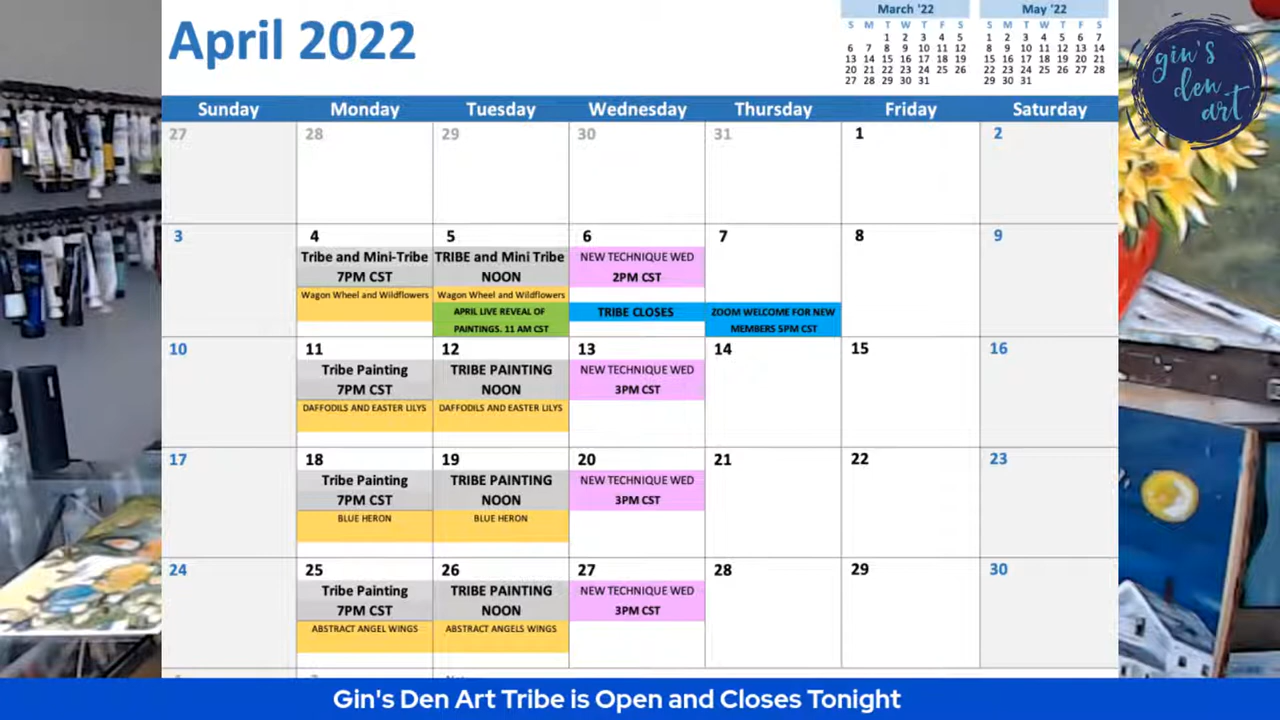 April 2022
March '22
S M T W T F S
1 2 3 4 5
6 7 8 9 10 11 12
13 14 15 16 17 18 19
20 21 22 23 24 25 26
27 28 29 30 31
May '22
S M T W T F S
1 2 3 4 5 6 7
8 9 10 11 12 13 14
15 16 17 18 19 20 21
22 23 24 25 26 27 28
29 30 31
gin's
den
art
Sunday Monday Tuesday Wednesday Thursday Friday Saturday
27 28 29 30 31 1 2
3 4 5 6 7 8 9
Tribe and Mini-Tribe TRIBE and Mini Tribe NEW TECHNIQUE WED
7PM CST NOON 2PM CST
Wagon Wheel and Wildflowers Wagon Wheel and Wildflowers
APRIL LIVE REVEAL OF TRIBE CLOSES ZOOM WELCOME FOR NEW
PAINTINGS. 11 AM CST MEMBERS 5PM CST
10 11 12 13 14 15 16
Tribe Painting TRIBE PAINTING NEW TECHNIQUE WED
7PM CST NOON 3PM CST
DAFFODILS AND EASTER LILYS DAFFODILS AND EASTER LILYS
17 18 19 20 21 22 23
Tribe Painting TRIBE PAINTING NEW TECHNIQUE WED
7PM CST NOON 3PM CST
BLUE HERON BLUE HERON
24 25 26 27 28 29 30
Tribe Painting TRIBE PAINTING NEW TECHNIQUE WED
7PM CST NOON 3PM CST
ABSTRACT ANGEL WINGS ABSTRACT ANGELS WINGS
Gin's Den Art Tribe is Open and Closes Tonight